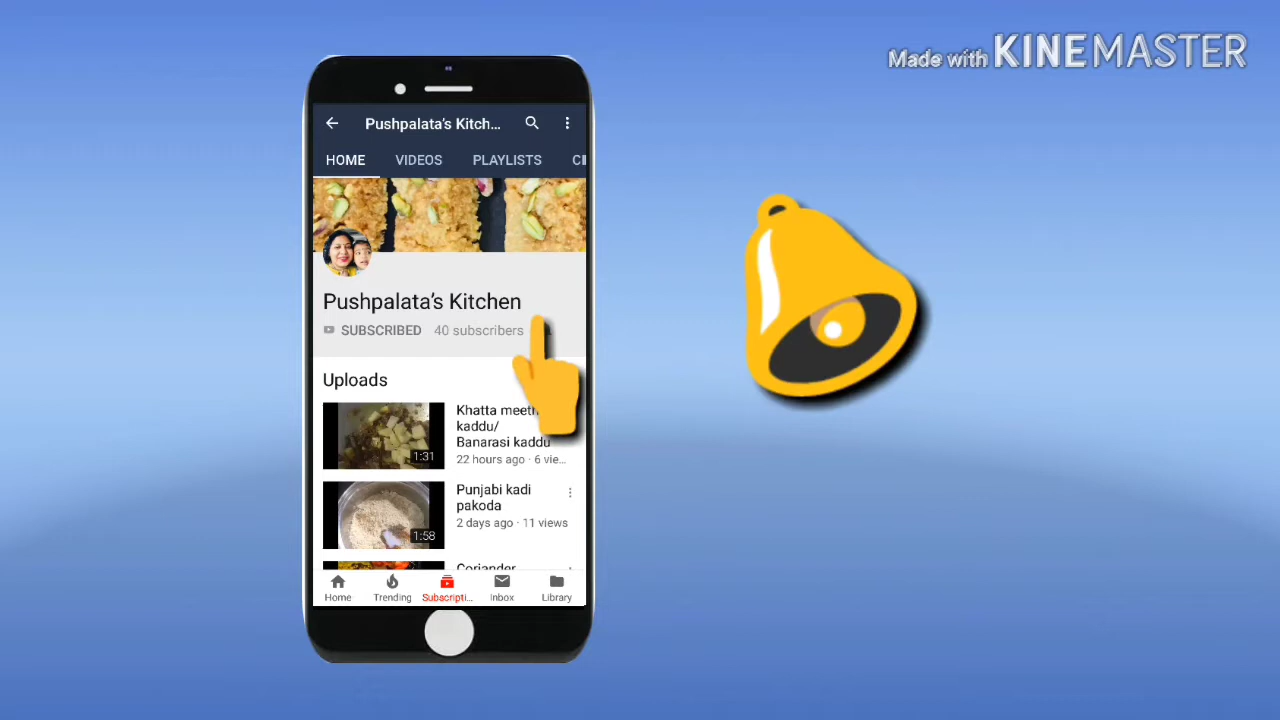 Made with KINEMASTER
Pushpalata's Kitch...
HOME VIDEOS PLAYLISTS
Pushpalata's Kitchen
SUBSCRIBED 40 subscribers
Uploads
Khatta meeth
kaddu/
Banarasi kaddu
22 hours ago · 6 vie...
1:31
Punjabi kadi
pakoda
2 days ago · 11 views
1:58
Coriander
Home Trending Subscripti... Inbox Library